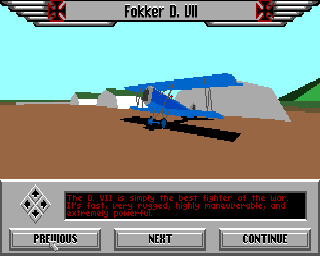 Fokker D. VII
The D. VII is simply the best fighter of the war.
It's fast, very rugged, highly maneuverable, and
extremely powerful.
PREVIOUS NEXT CONTINUE